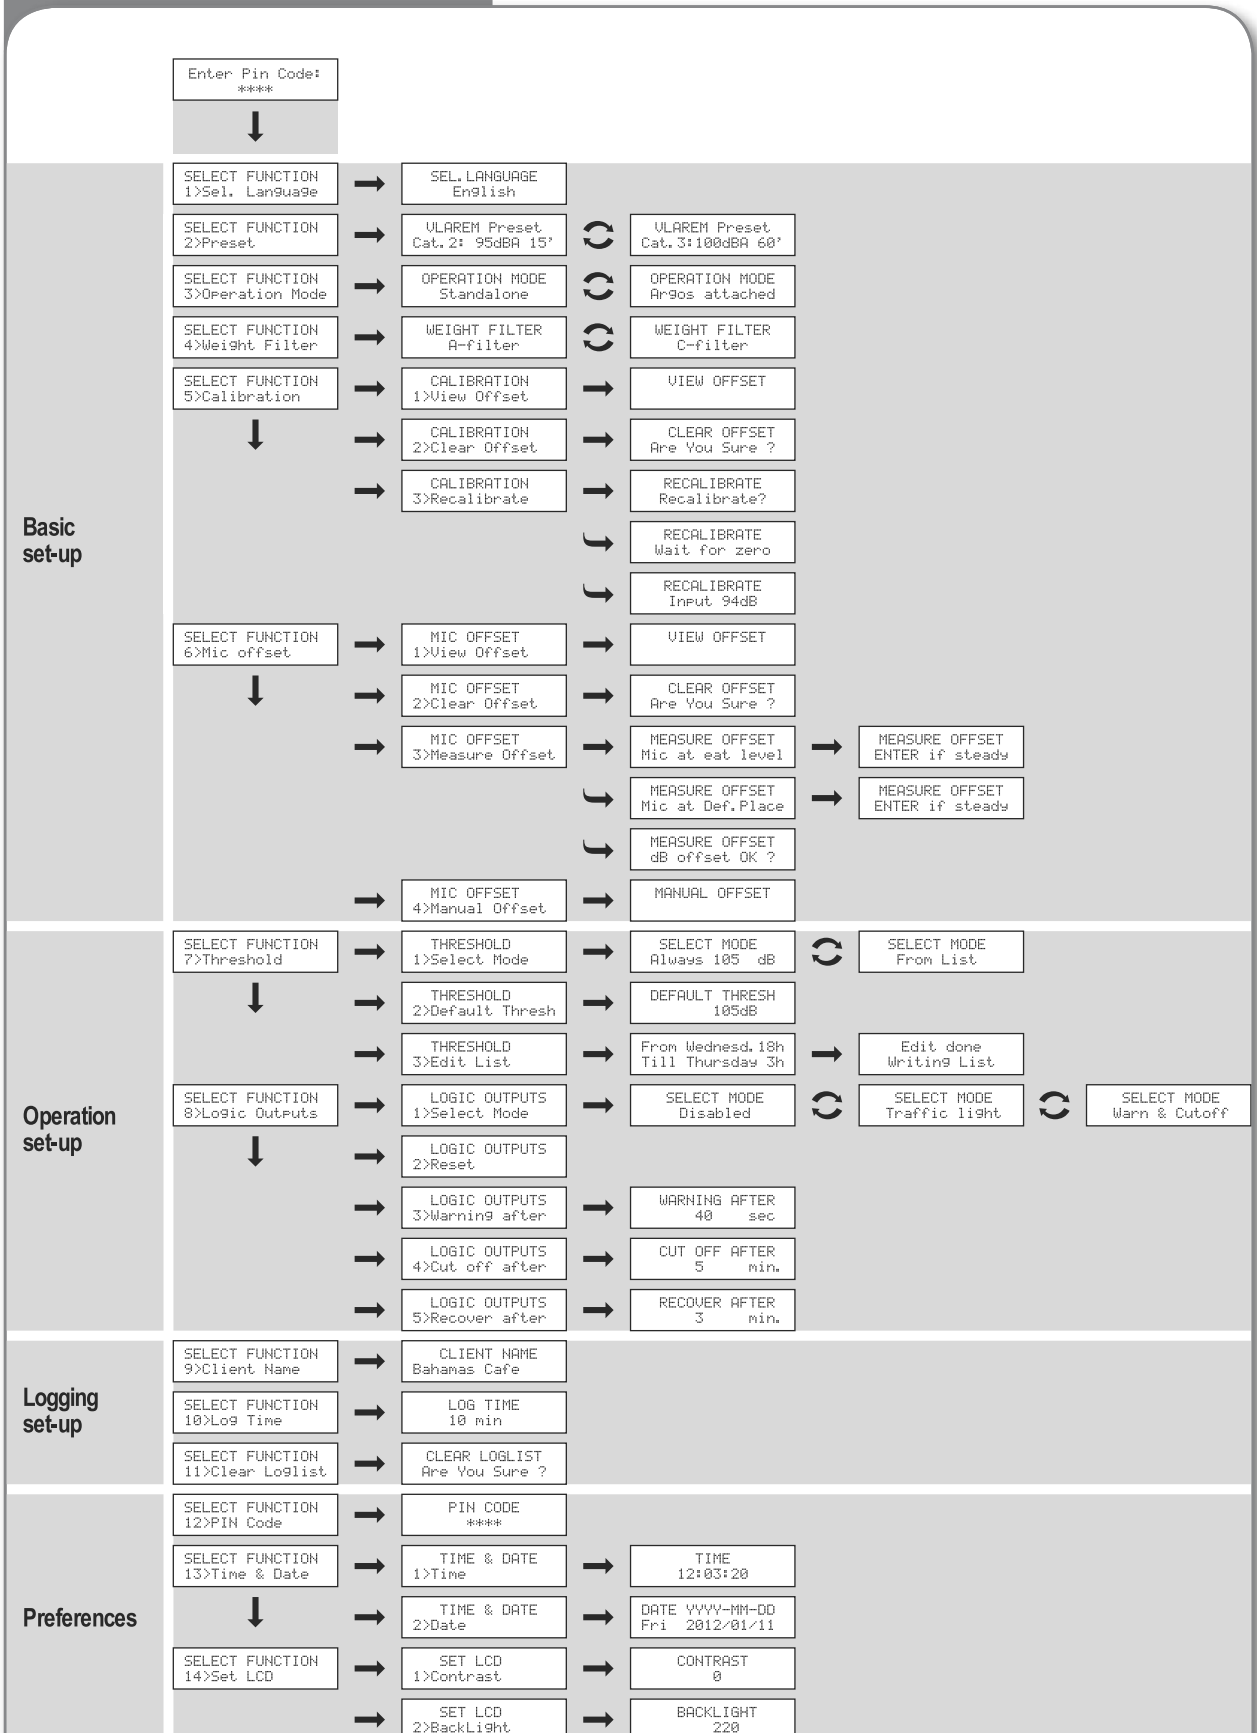 Enter Pin Code:
****
SELECT FUNCTION
1>Sel. Language
SEL.LANGUAGE
English
SELECT FUNCTION
2>Preset
VLAREM Preset
Cat.2: 95dBA 15'
VLAREM Preset
Cat.3:100dBA 60'
SELECT FUNCTION
3>Operation Mode
OPERATION MODE
Standalone
OPERATION MODE
Argos attached
SELECT FUNCTION
4>Weight Filter
WEIGHT FILTER
A-filter
WEIGHT FILTER
C-filter
SELECT FUNCTION
5>Calibration
CALIBRATION
1>View Offset
VIEW OFFSET
CALIBRATION
2>Clear Offset
CLEAR OFFSET
Are You Sure ?
CALIBRATION
3>Recalibrate
RECALIBRATE
Recalibrate?
Basic
set-up
RECALIBRATE
Wait for zero
RECALIBRATE
Input 94dB
SELECT FUNCTION
6>Mic offset
MIC OFFSET
1>View Offset
VIEW OFFSET
MIC OFFSET
2>Clear Offset
CLEAR OFFSET
Are You Sure ?
MIC OFFSET
3>Measure Offset
MEASURE OFFSET
Mic at eat level
MEASURE OFFSET
ENTER if steady
MEASURE OFFSET
Mic at Def.Place
MEASURE OFFSET
ENTER if steady
MEASURE OFFSET
dB offset OK ?
MIC OFFSET
4>Manual Offset
MANUAL OFFSET
SELECT FUNCTION
7>Threshold
THRESHOLD
1>Select Mode
SELECT MODE
Always 105 dB
SELECT MODE
From List
THRESHOLD
2>Default Thresh
DEFAULT THRESH
105dB
THRESHOLD
3>Edit List
From Wednesd.18h
Till Thursday 3h
Edit done
Writing List
Operation
set-up
SELECT FUNCTION
8>Logic Outputs
LOGIC OUTPUTS
1>Select Mode
SELECT MODE
Disabled
SELECT MODE
Traffic light
SELECT MODE
Warn & Cutoff
LOGIC OUTPUTS
2>Reset
LOGIC OUTPUTS
3>Warning after
WARNING AFTER
40 sec
LOGIC OUTPUTS
4>Cut off after
CUT OFF AFTER
5 min.
LOGIC OUTPUTS
5>Recover after
RECOVER AFTER
3 min.
Logging
set-up
SELECT FUNCTION
9>Client Name
CLIENT NAME
Bahamas Cafe
SELECT FUNCTION
10>Log Time
LOG TIME
10 min
SELECT FUNCTION
11>Clear Loglist
CLEAR LOGLIST
Are You Sure ?
Preferences
SELECT FUNCTION
12>PIN Code
PIN CODE
****
SELECT FUNCTION
13>Time & Date
TIME & DATE
1>Time
TIME
12:03:20
TIME & DATE
2>Date
DATE YYYY-MM-DD
Fri 2012/01/11
SELECT FUNCTION
14>Set LCD
SET LCD
1>Contrast
CONTRAST
0
SET LCD
2>BackLight
BACKLIGHT
220